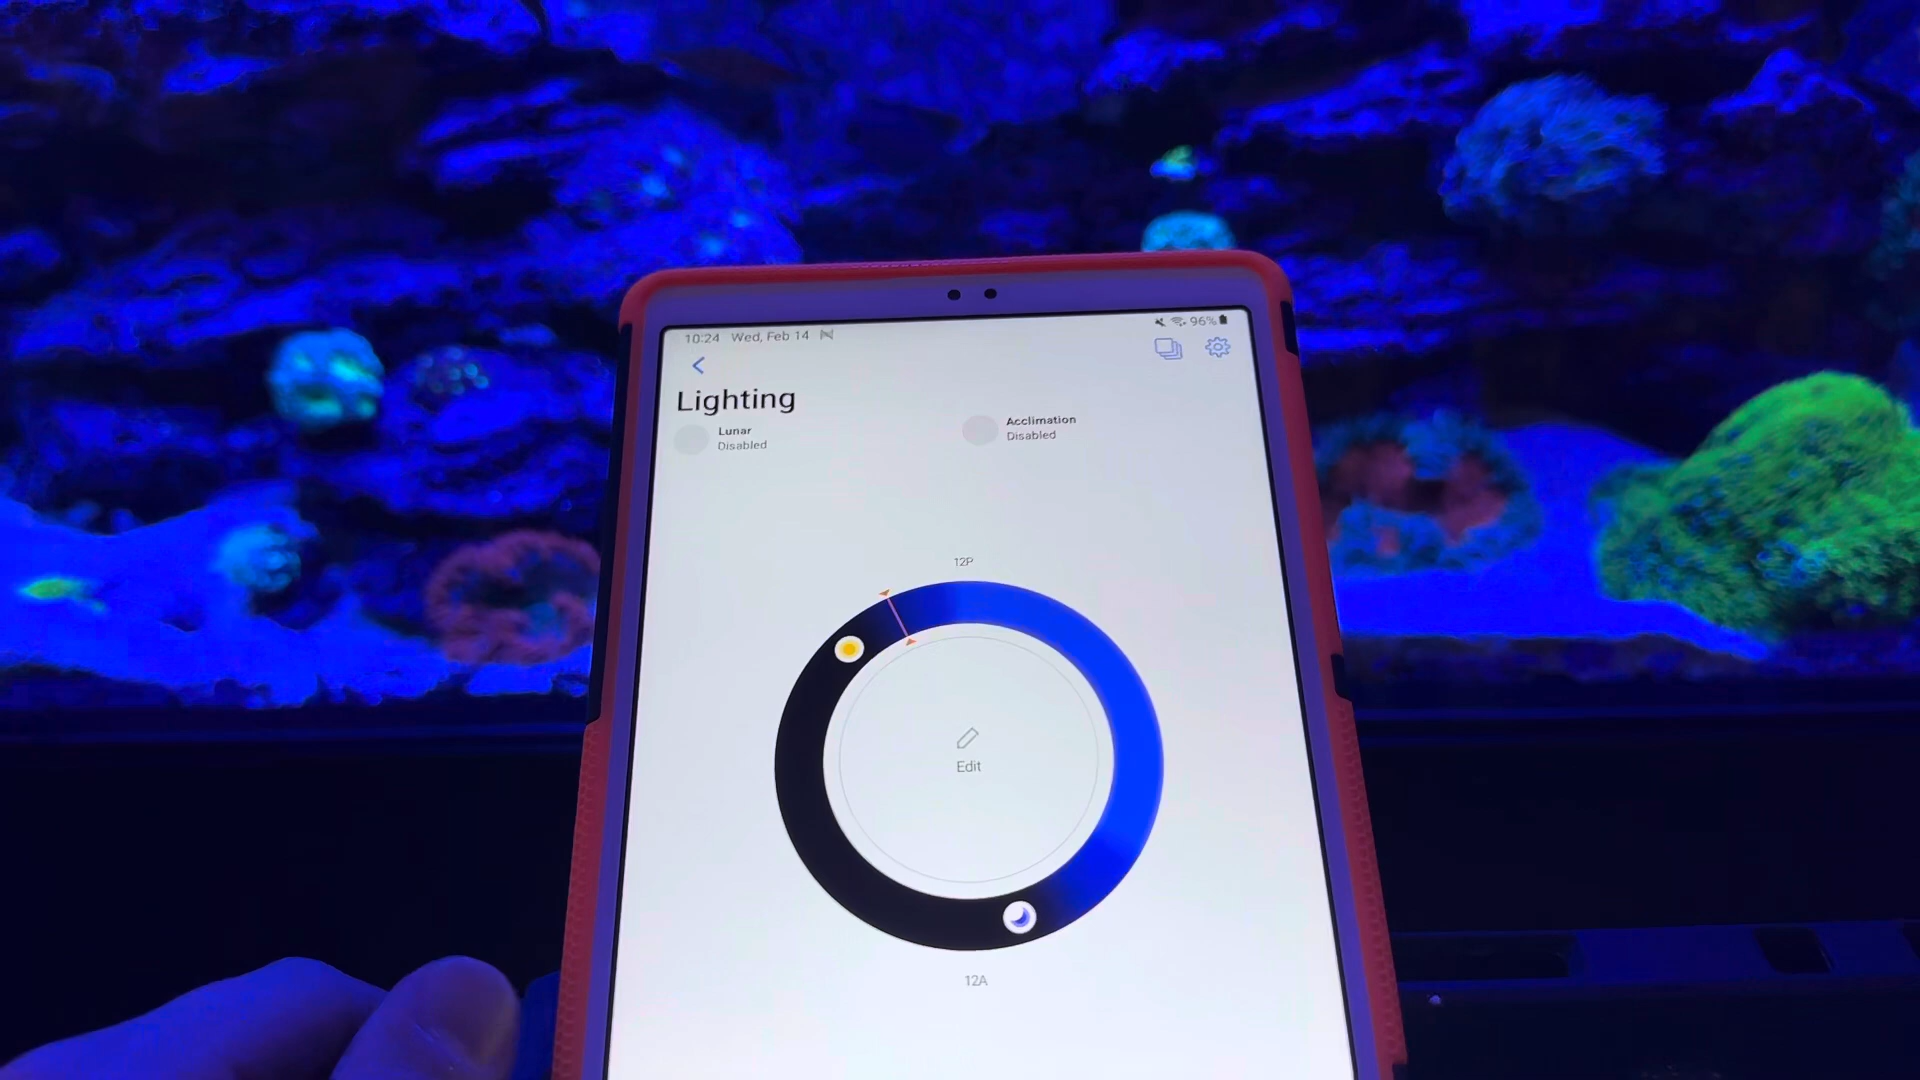 10:24 Wed, Feb 14
96%
Lighting
Lunar
Disabled
Acclimation
Disabled
12P
Edit
12A